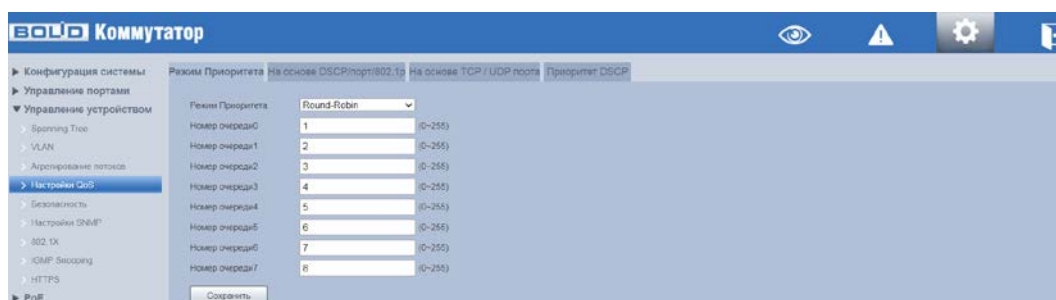 BOLID Коммутатор
Конфигурация системы
Управление портами
Управление устройством
Spanning Tree
VLAN
Агрегирование потоков
Настройки QoS
Безопасность
Настройки SNMP
802.1X
IGMP Snooping
HTTPS
PoE
Режим Приоритета На основе DSCP/порт/802.1p На основе TCP / UDP порта Приоритет DSCP
Режим Приоритета Round-Robin
Номер очереди0 1 (0~255)
Номер очереди1 2 (0~255)
Номер очереди2 3 (0~255)
Номер очереди3 4 (0~255)
Номер очереди4 5 (0~255)
Номер очереди5 6 (0~255)
Номер очереди6 7 (0~255)
Номер очереди7 8 (0~255)
Сохранить